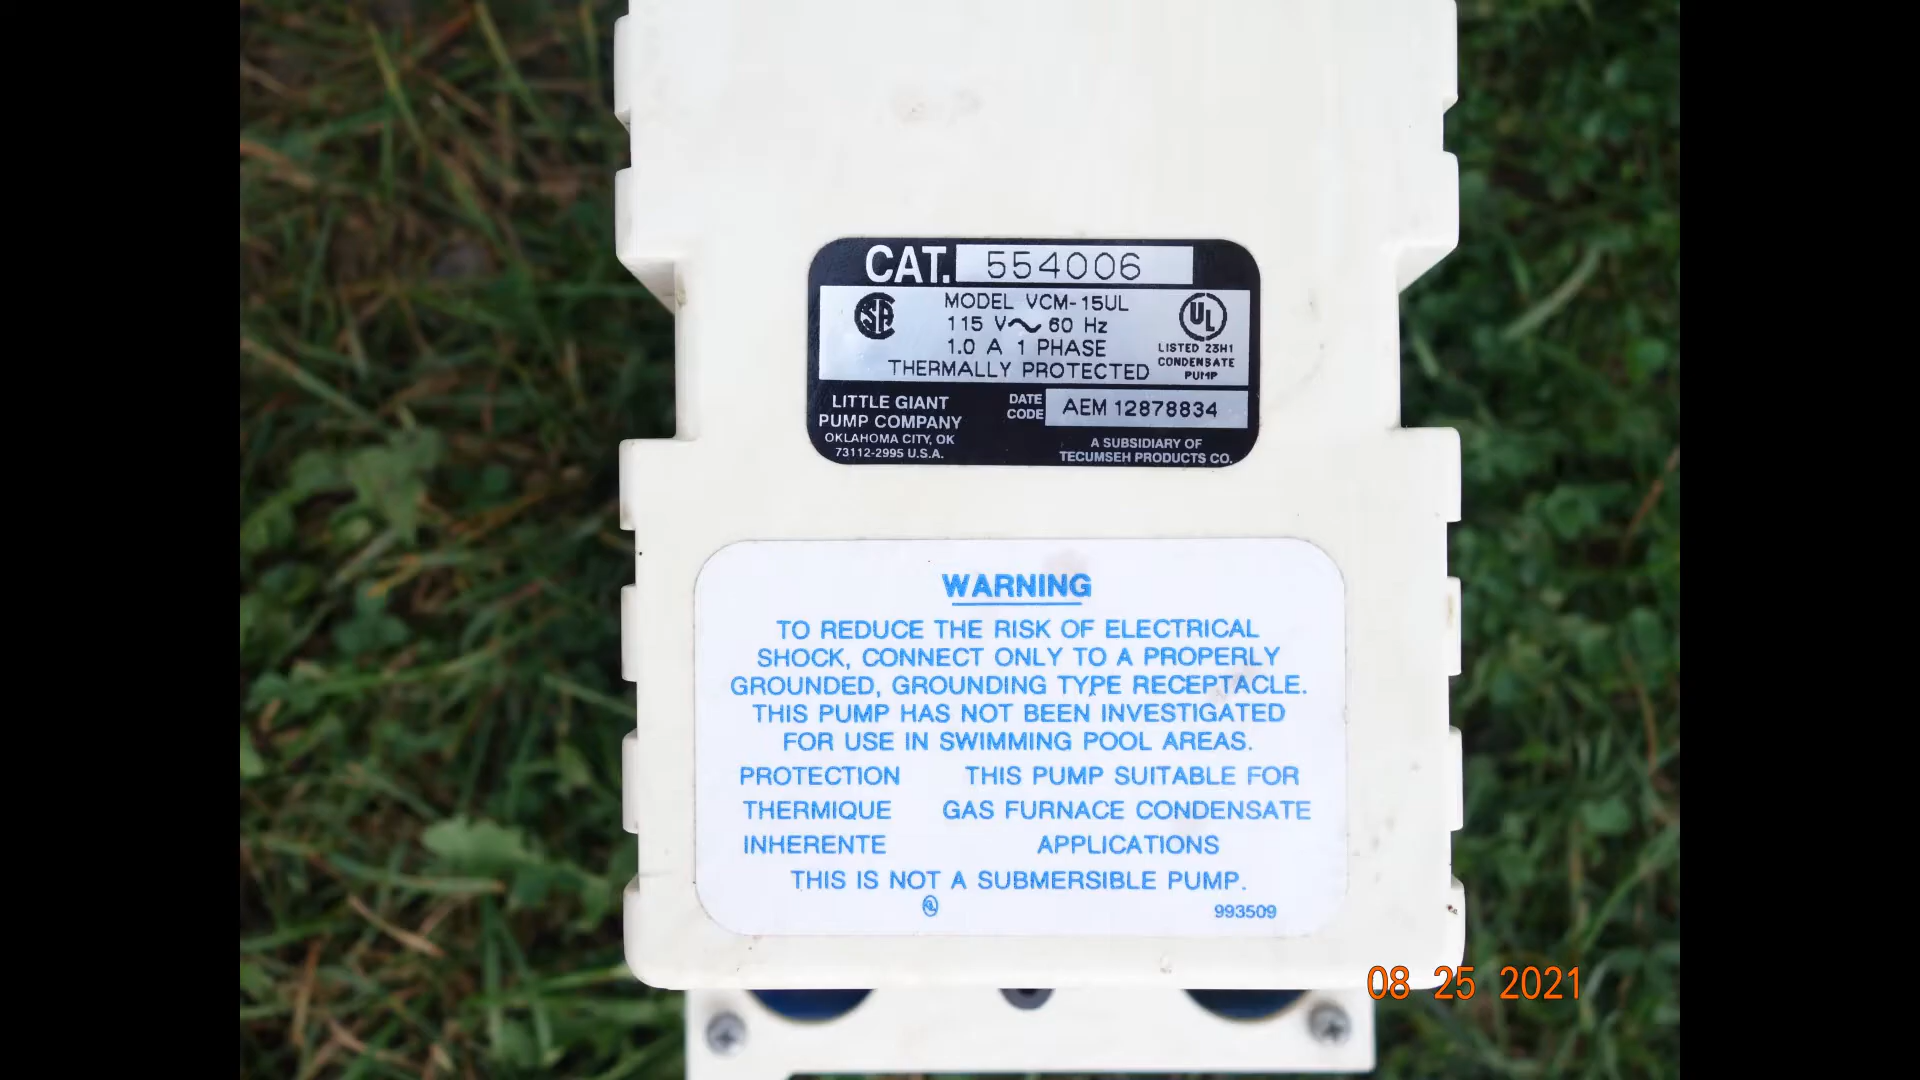 CAT. 554006
MODEL VCM-15UL
115 V～ 60 Hz
1.0 A 1 PHASE
THERMALLY PROTECTED
UL
LISTED 23H1
CONDENSATE
PUMP
LITTLE GIANT
PUMP COMPANY
OKLAHOMA CITY, OK
73112-2995 U.S.A.
DATE
CODE
AEM 12878834
A SUBSIDIARY OF
TECUMSEH PRODUCTS CO.
WARNING
TO REDUCE THE RISK OF ELECTRICAL
SHOCK, CONNECT ONLY TO A PROPERLY
GROUNDED, GROUNDING TYPE RECEPTACLE.
THIS PUMP HAS NOT BEEN INVESTIGATED
FOR USE IN SWIMMING POOL AREAS.
PROTECTION THIS PUMP SUITABLE FOR
THERMIQUE GAS FURNACE CONDENSATE
INHERENTE APPLICATIONS
THIS IS NOT A SUBMERSIBLE PUMP.
993509
08 25 2021